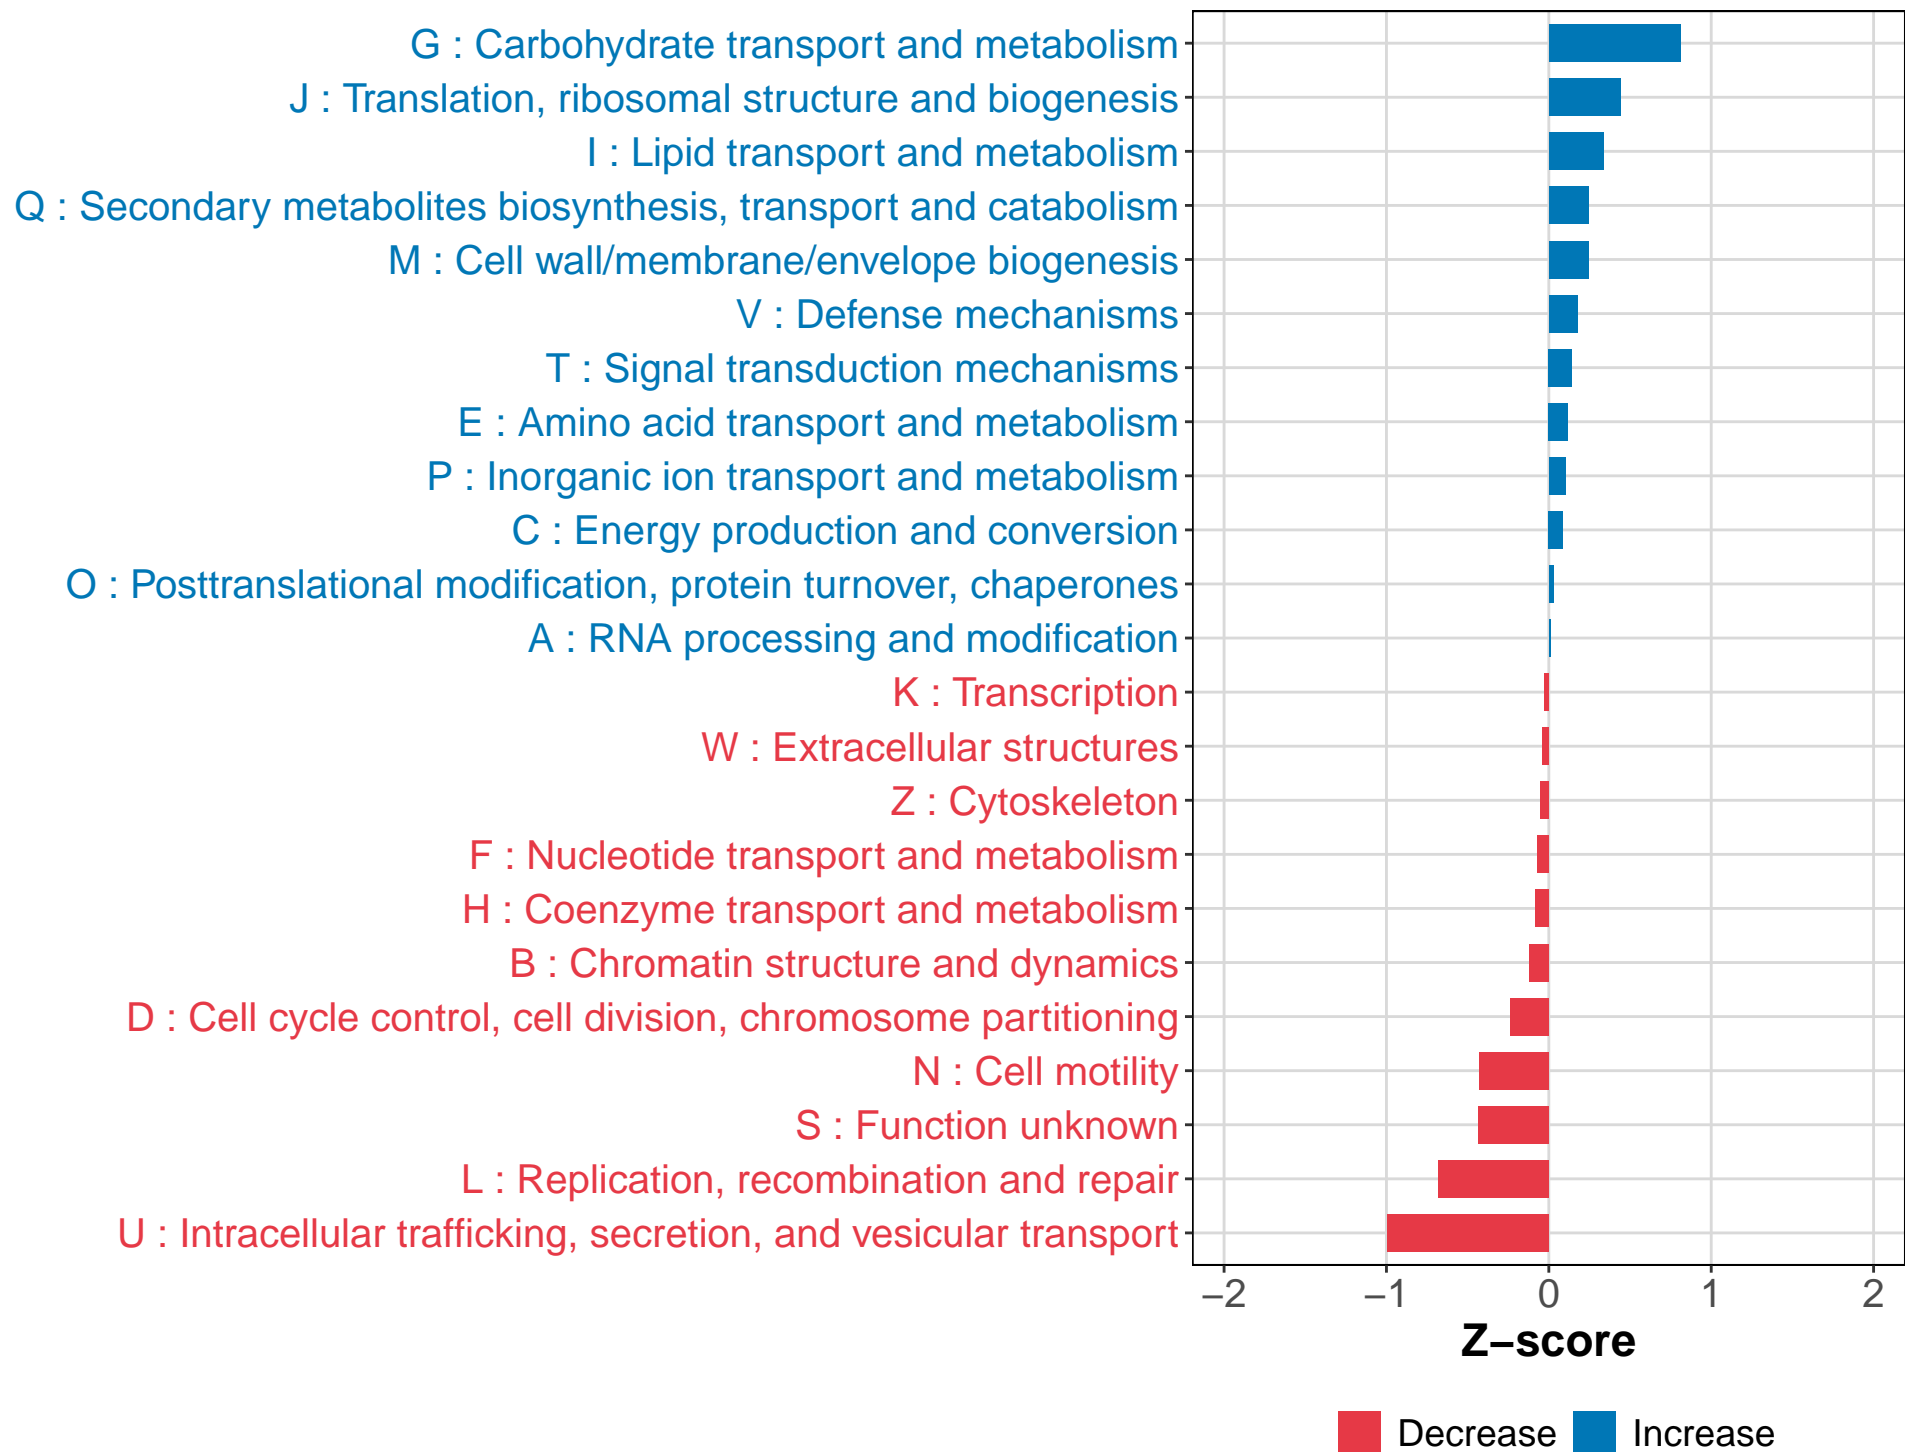 G : Carbohydrate transport and metabolism
J : Translation, ribosomal structure and biogenesis
I : Lipid transport and metabolism
Q : Secondary metabolites biosynthesis, transport and catabolism
M : Cell wall/membrane/envelope biogenesis
V : Defense mechanisms
T : Signal transduction mechanisms
E : Amino acid transport and metabolism
P : Inorganic ion transport and metabolism
C : Energy production and conversion
O : Posttranslational modification, protein turnover, chaperones
A : RNA processing and modification
K : Transcription
W : Extracellular structures
Z : Cytoskeleton
F : Nucleotide transport and metabolism
H : Coenzyme transport and metabolism
B : Chromatin structure and dynamics
D : Cell cycle control, cell division, chromosome partitioning
N : Cell motility
S : Function unknown
L : Replication, recombination and repair
U : Intracellular trafficking, secretion, and vesicular transport
−2 −1 0 1 2
Z−score
Decrease Increase